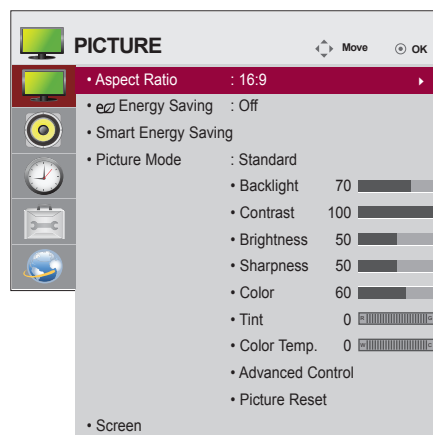 PICTURE Move OK
• Aspect Ratio : 16:9
• Energy Saving : Off
• Smart Energy Saving
• Picture Mode : Standard
• Backlight 70
• Contrast 100
• Brightness 50
• Sharpness 50
• Color 60
• Tint 0 R G
• Color Temp. 0 W C
• Advanced Control
• Picture Reset
• Screen